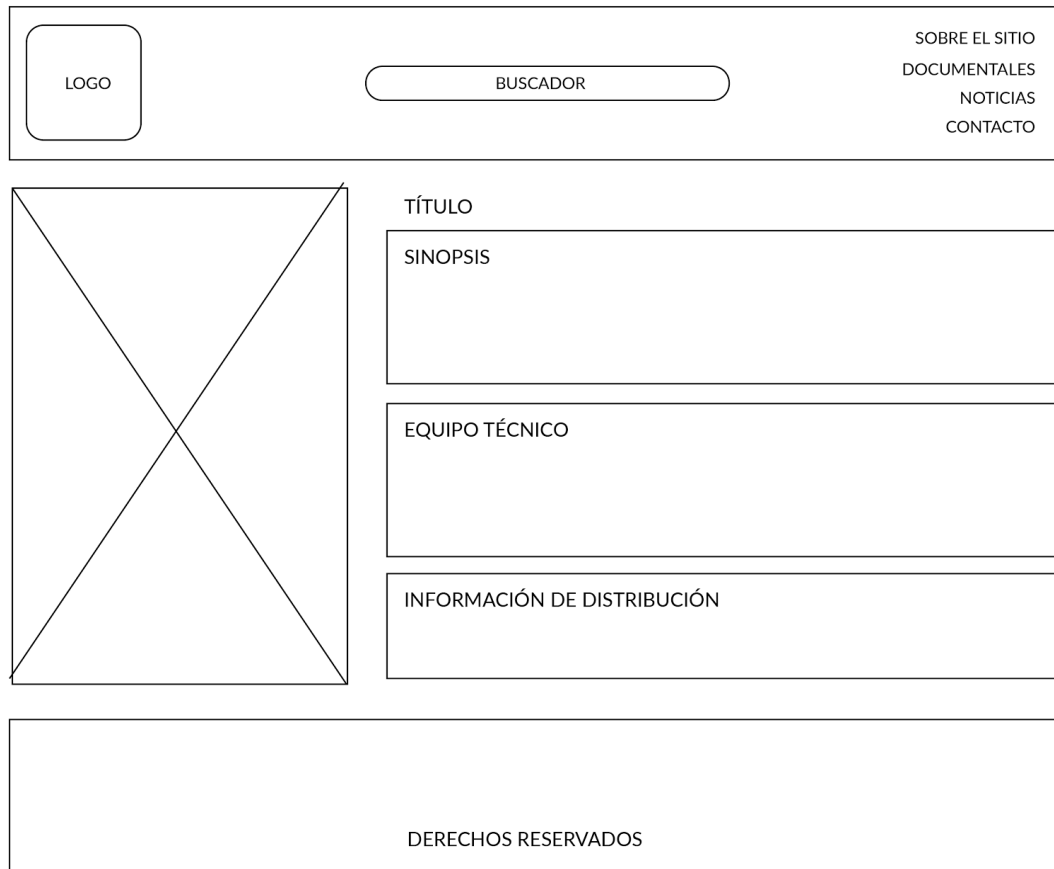 LOGO
BUSCADOR
SOBRE EL SITIO
DOCUMENTALES
NOTICIAS
CONTACTO
TÍTULO
SINOPSIS
EQUIPO TÉCNICO
INFORMACIÓN DE DISTRIBUCIÓN
DERECHOS RESERVADOS